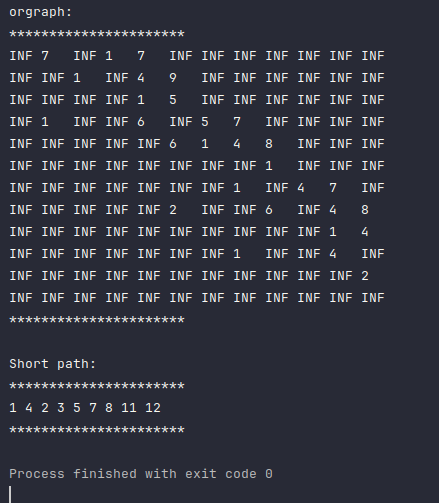 orgraph:
**********************
INF 7   INF 1   7   INF INF INF INF INF INF INF
INF INF 1   INF 4   9   INF INF INF INF INF INF
INF INF INF INF 1   5   INF INF INF INF INF INF
INF 1   INF INF 6   INF 5   7   INF INF INF INF
INF INF INF INF INF 6   1   4   8   INF INF INF
INF INF INF INF INF INF INF INF 1   INF INF INF
INF INF INF INF INF INF INF 1   INF 4   7   INF
INF INF INF INF INF 2   INF INF 6   INF 4   8
INF INF INF INF INF INF INF INF INF INF 1   4
INF INF INF INF INF INF INF 1   INF INF 4   INF
INF INF INF INF INF INF INF INF INF INF INF 2
INF INF INF INF INF INF INF INF INF INF INF INF
**********************
Short path:
**********************
1 4 2 3 5 7 8 11 12
**********************
Process finished with exit code 0